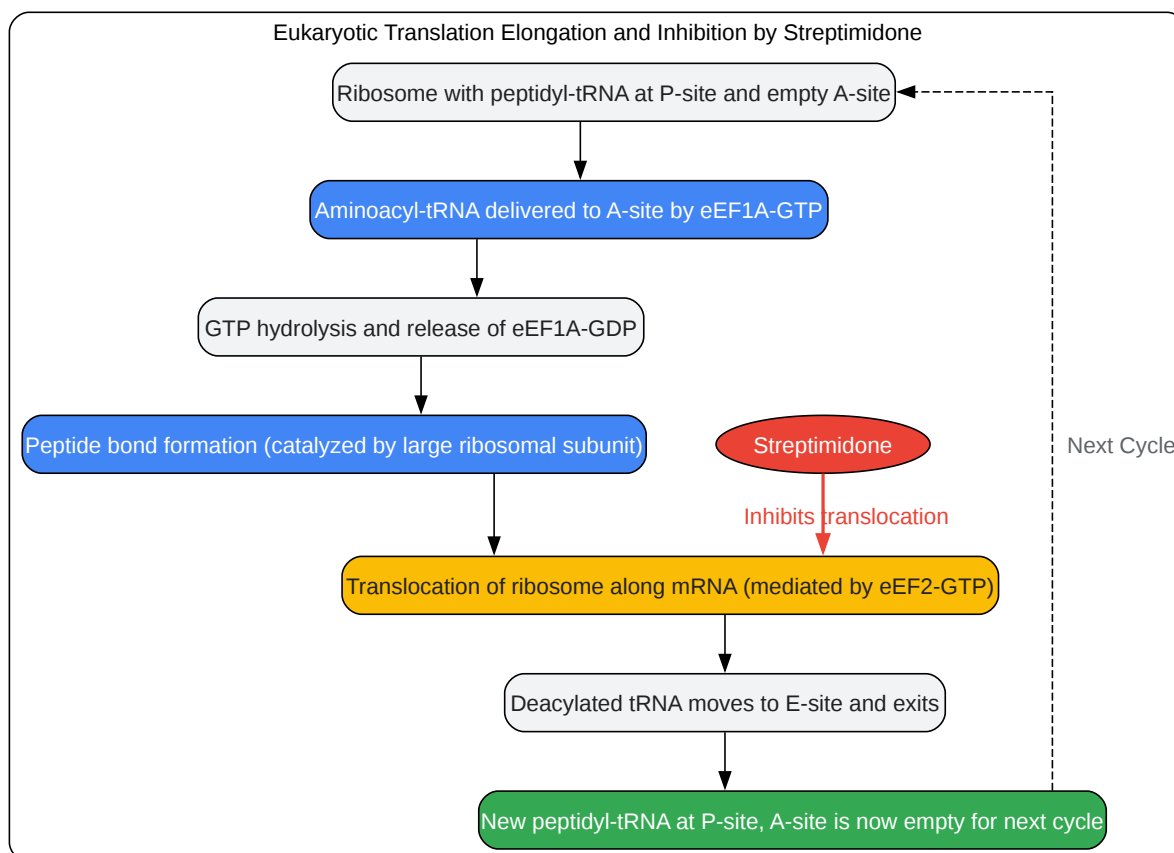 Eukaryotic Translation Elongation and Inhibition by Streptimidone
Ribosome with peptidyl-tRNA at P-site and empty A-site
Aminoacyl-tRNA delivered to A-site by eEF1A-GTP
GTP hydrolysis and release of eEF1A-GDP
Peptide bond formation (catalyzed by large ribosomal subunit)
Streptimidone
Next Cycle
Inhibits translocation
Translocation of ribosome along mRNA (mediated by eEF2-GTP)
Deacylated tRNA moves to E-site and exits
New peptidyl-tRNA at P-site, A-site is now empty for next cycle